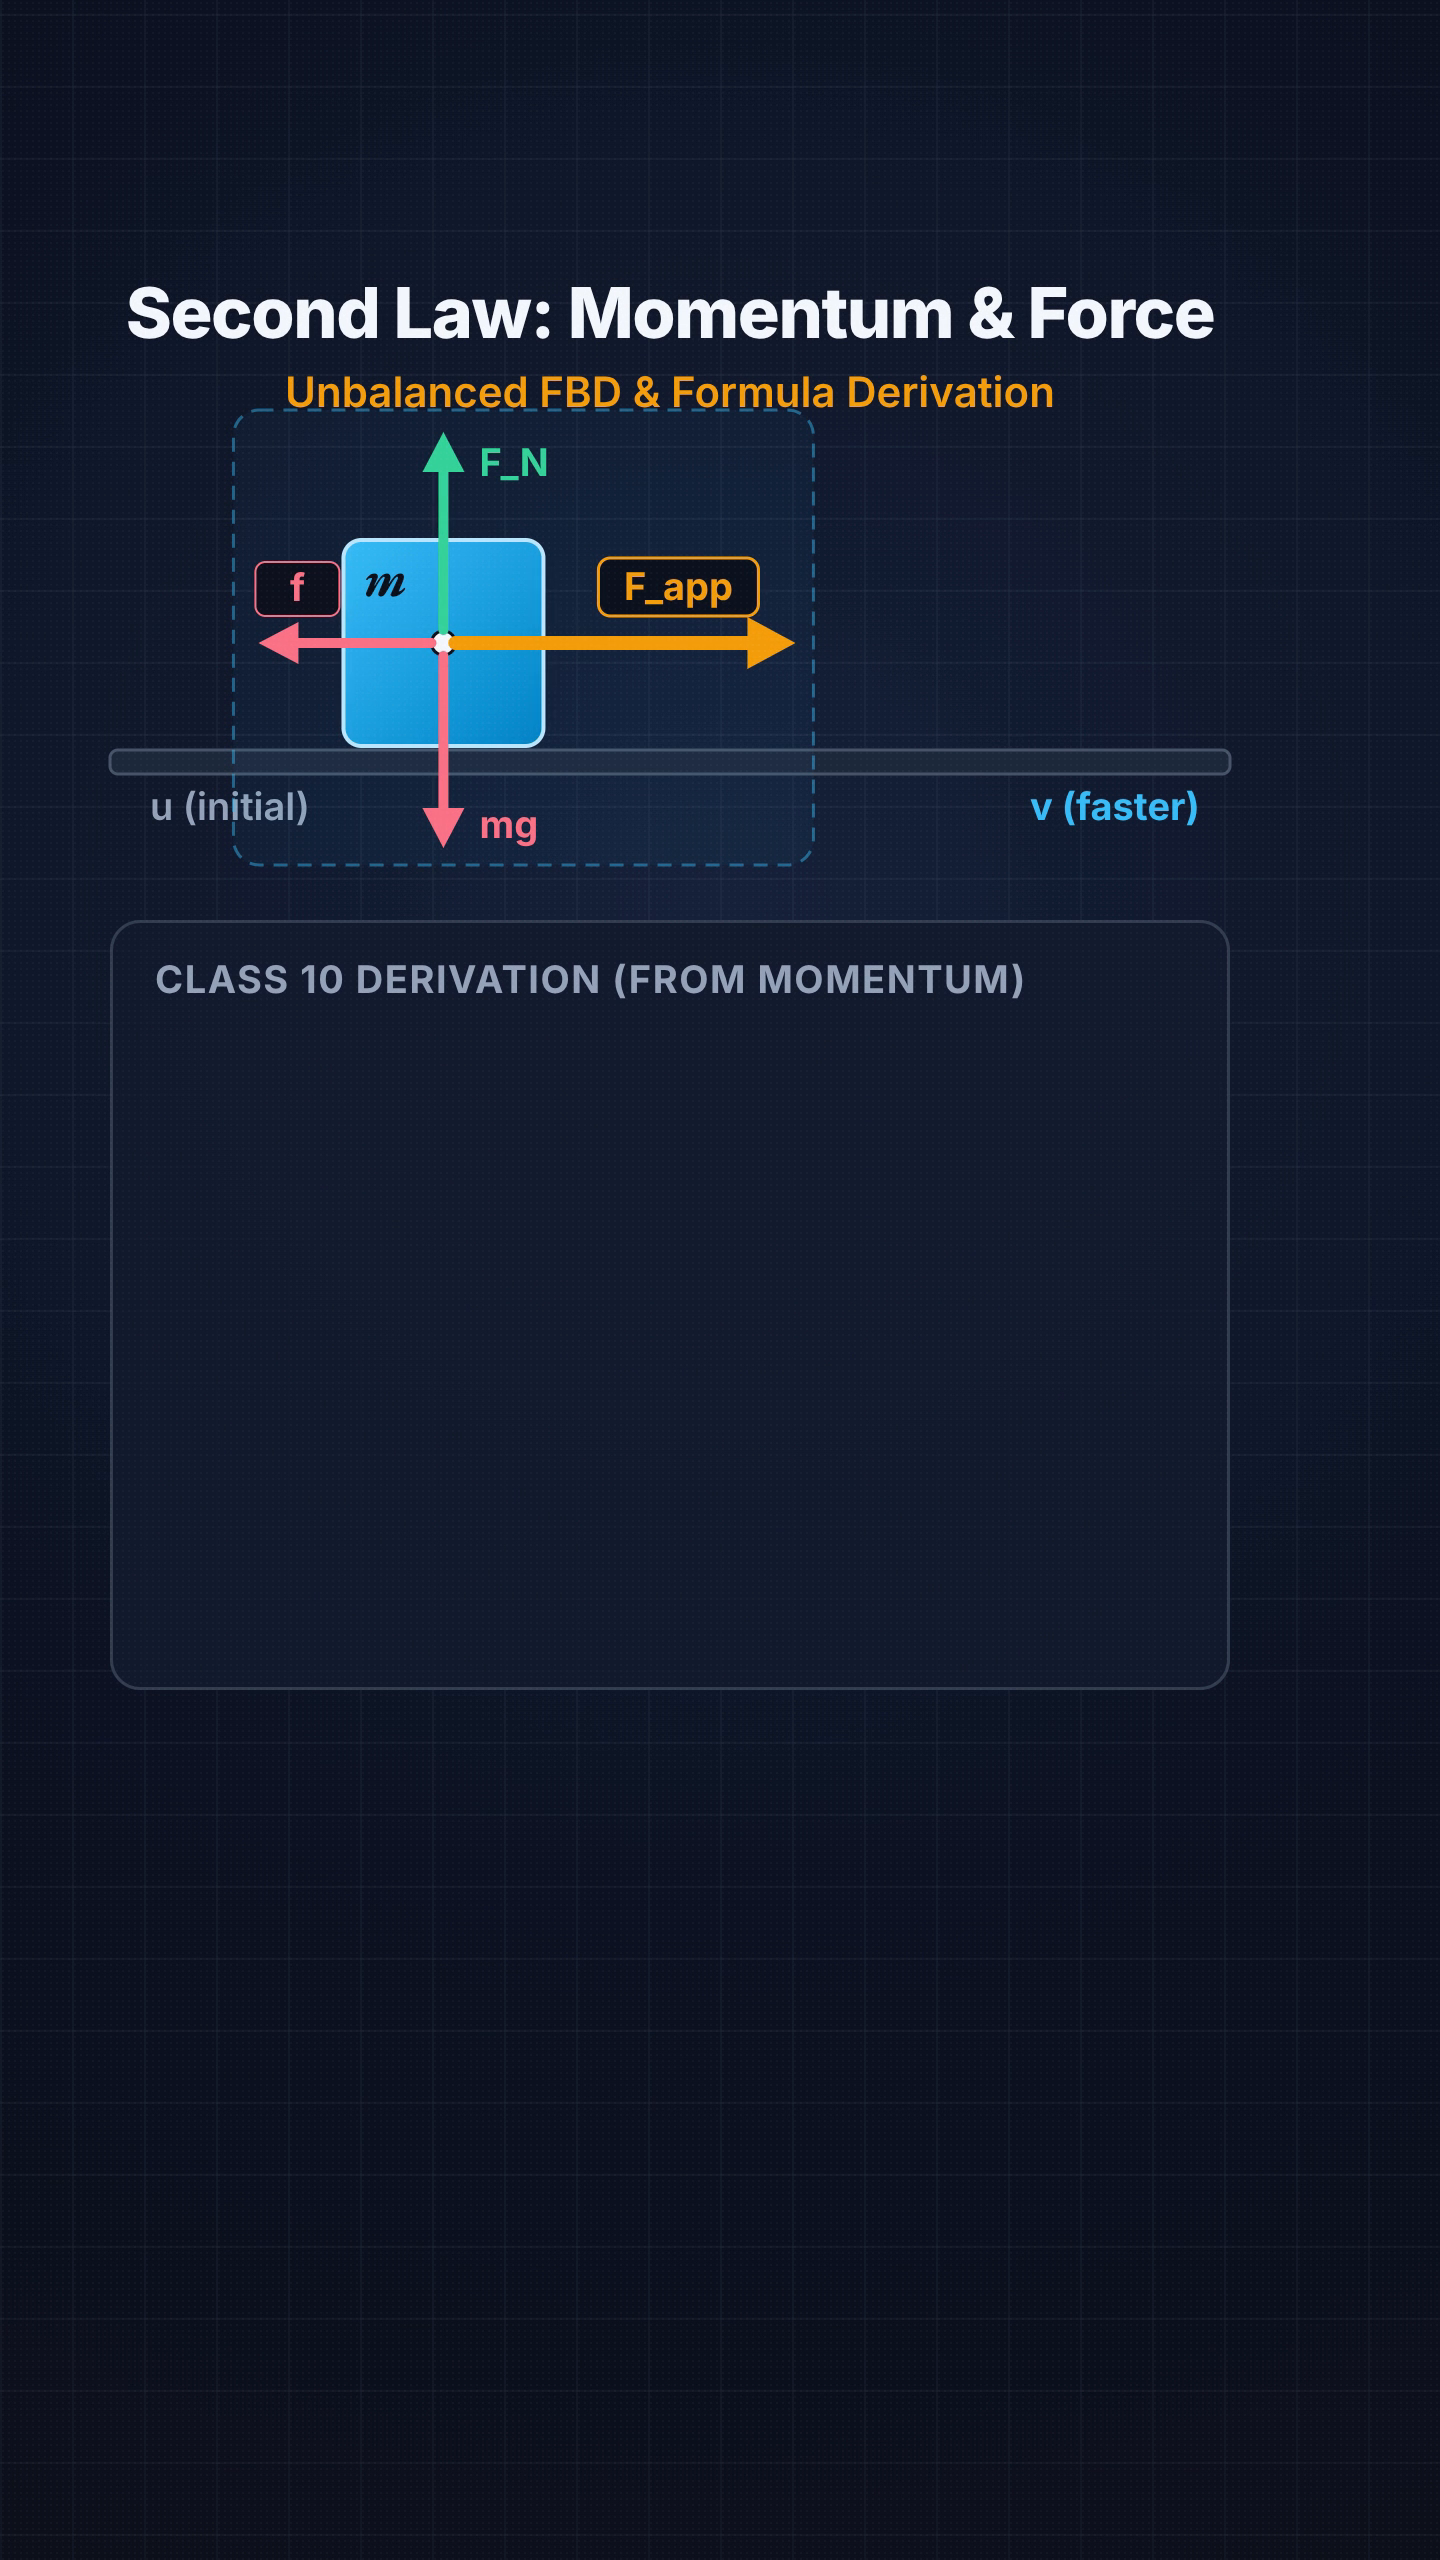 Second Law: Momentum & Force
Unbalanced FBD & Formula Derivation
F_N
f
m
F_app
u (initial)
v (faster)
mg
CLASS 10 DERIVATION (FROM MOMENTUM)